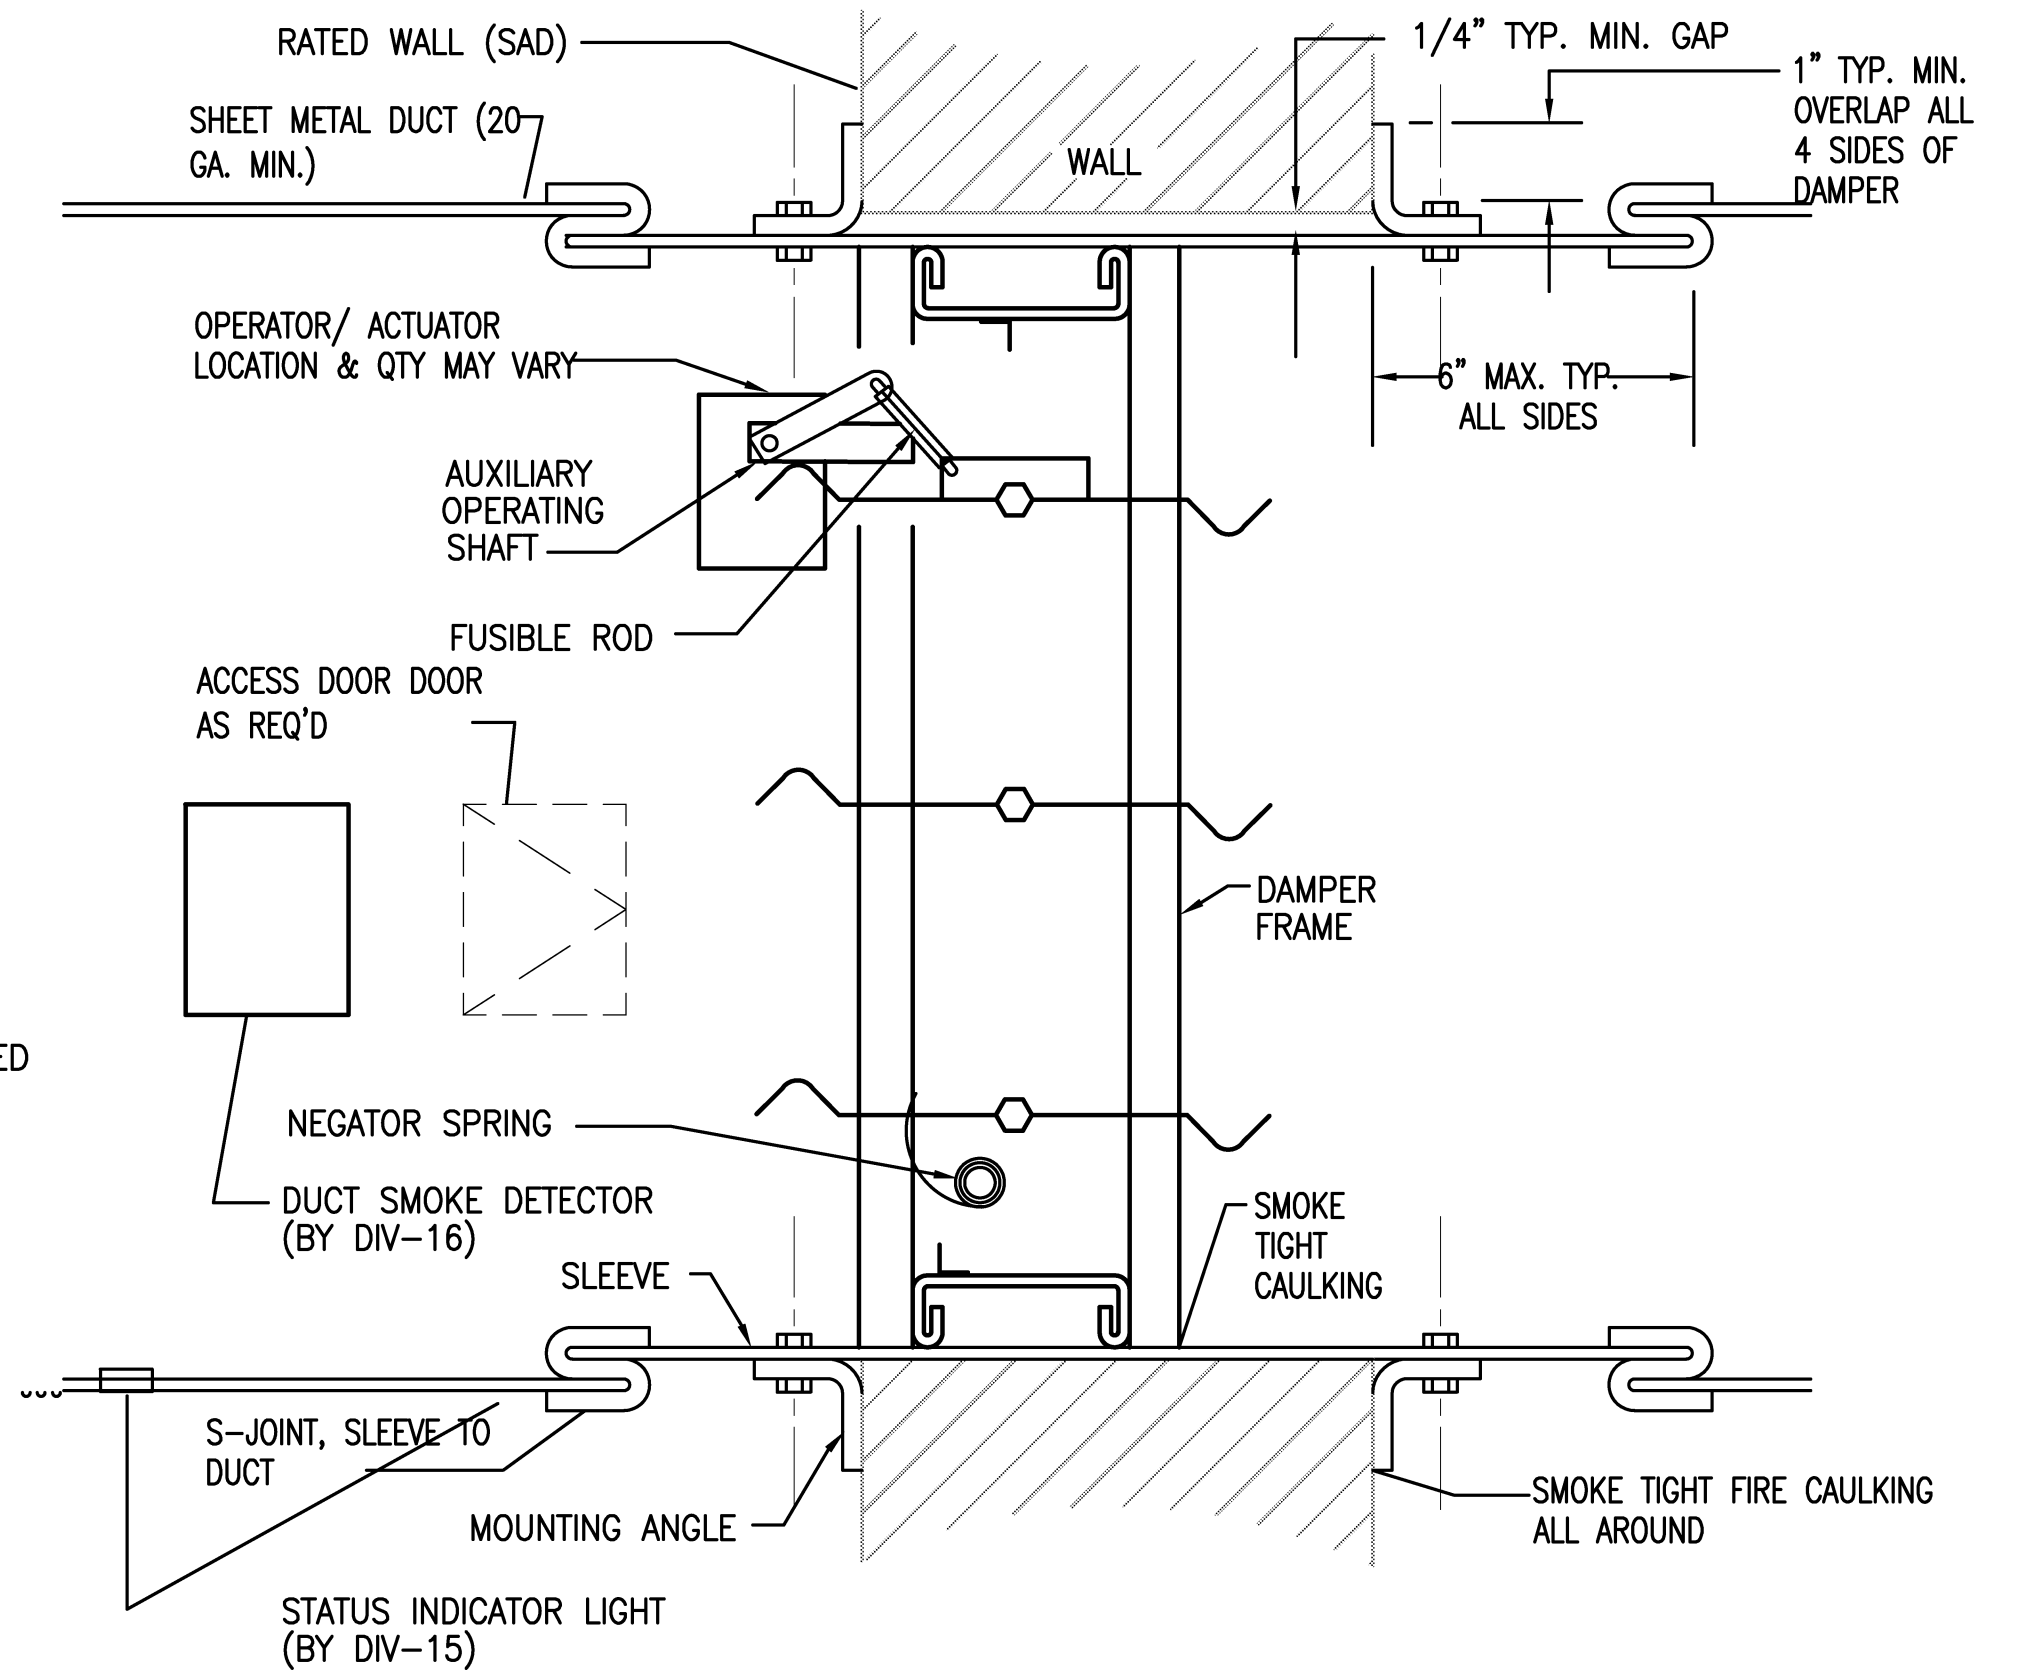 RATED WALL (SAD)
1/4" TYP. MIN. GAP
1" TYP. MIN.
OVERLAP ALL
4 SIDES OF
DAMPER
SHEET METAL DUCT (20
GA. MIN.)
WALL
OPERATOR/ ACTUATOR
LOCATION & QTY MAY VARY
6" MAX. TYP.
ALL SIDES
AUXILIARY
OPERATING
SHAFT
FUSIBLE ROD
ACCESS DOOR DOOR
AS REQ'D
DAMPER
FRAME
ED
NEGATOR SPRING
DUCT SMOKE DETECTOR
(BY DIV-16)
SMOKE
TIGHT
CAULKING
SLEEVE
S-JOINT, SLEEVE TO
DUCT
MOUNTING ANGLE
SMOKE TIGHT FIRE CAULKING
ALL AROUND
STATUS INDICATOR LIGHT
(BY DIV-15)